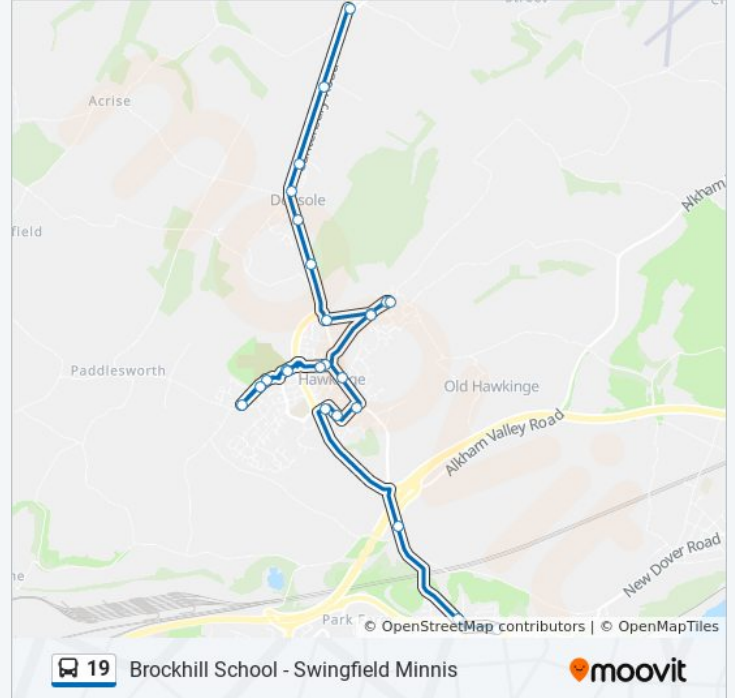 Acrise
Densole
field
Alkham
Paddlesworth
Hawkinge
Old Hawkinge
Alkham Valley Road
New Dover Road
Park F
© OpenStreetMap contributors | © OpenMapTiles
19 Brockhill School - Swingfield Minnis
moovit